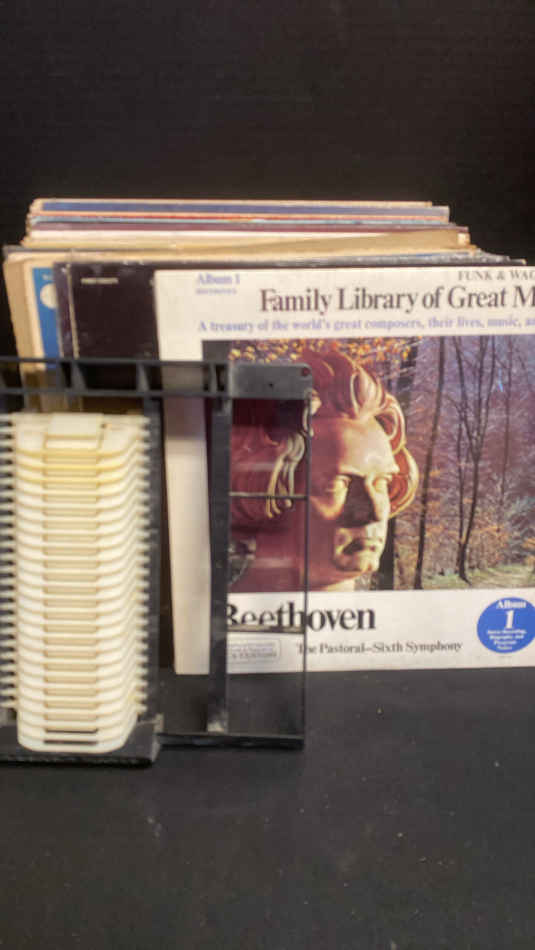 Album 1
BEETHOVEN
FUNK & WAG
Family Library of Great M
A treasury of the world's great composers, their lives, music, a
Beethoven
The Pastoral–Sixth Symphony
Album
1